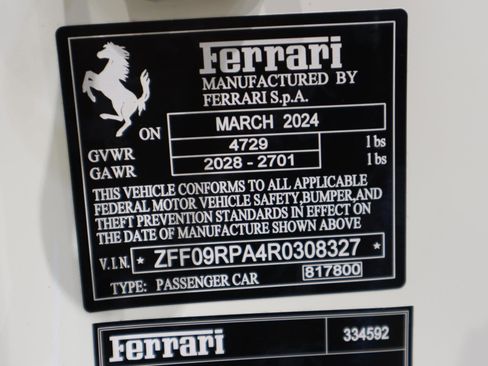 Ferrari
MANUFACTURED BY
FERRARI S.p.A.
ON MARCH 2024
GVWR 4729 lbs
GAWR 2028 - 2701 lbs
THIS VEHICLE CONFORMS TO ALL APPLICABLE
FEDERAL MOTOR VEHICLE SAFETY,BUMPER,AND
THEFT PREVENTION STANDARDS IN EFFECT ON
THE DATE OF MANUFACTURE SHOWN ABOVE
V.I.N. * ZFF09RPA4R0308327 *
TYPE: PASSENGER CAR 817800
Ferrari 334592